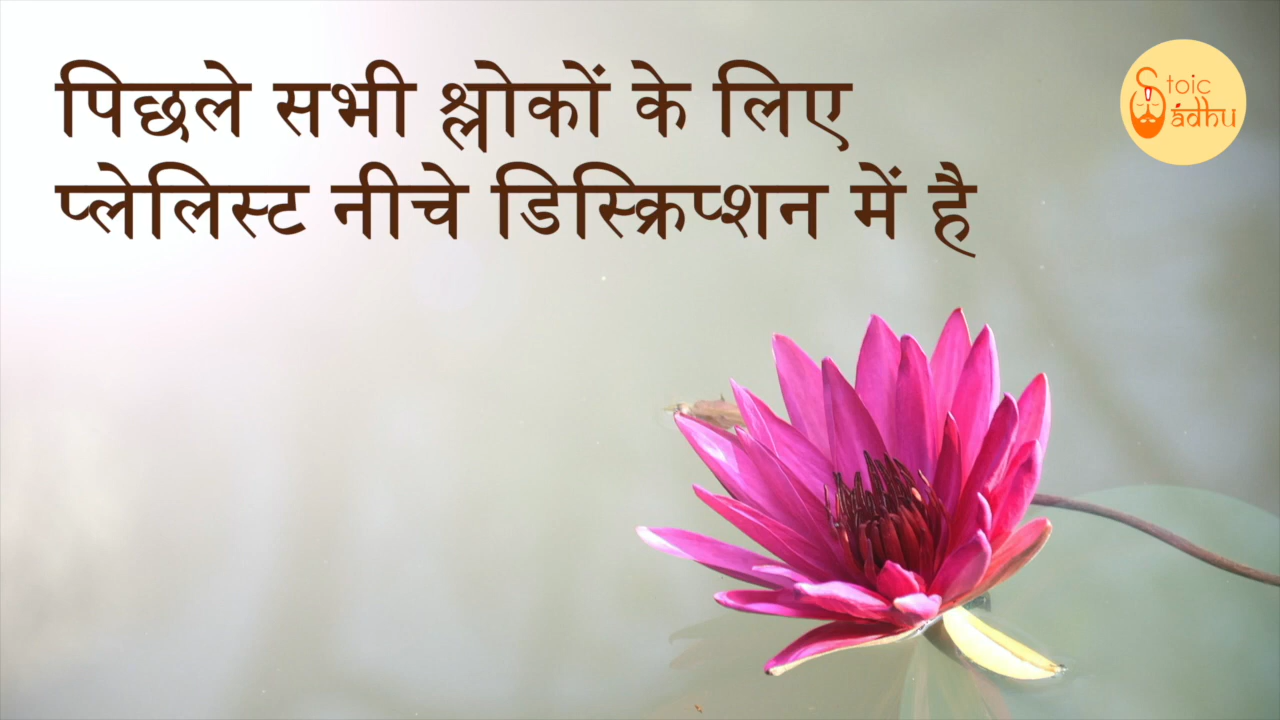 पिछले सभी श्लोकों के लिए
प्लेलिस्ट नीचे डिस्क्रिप्शन में है
Stoic
Sadhu